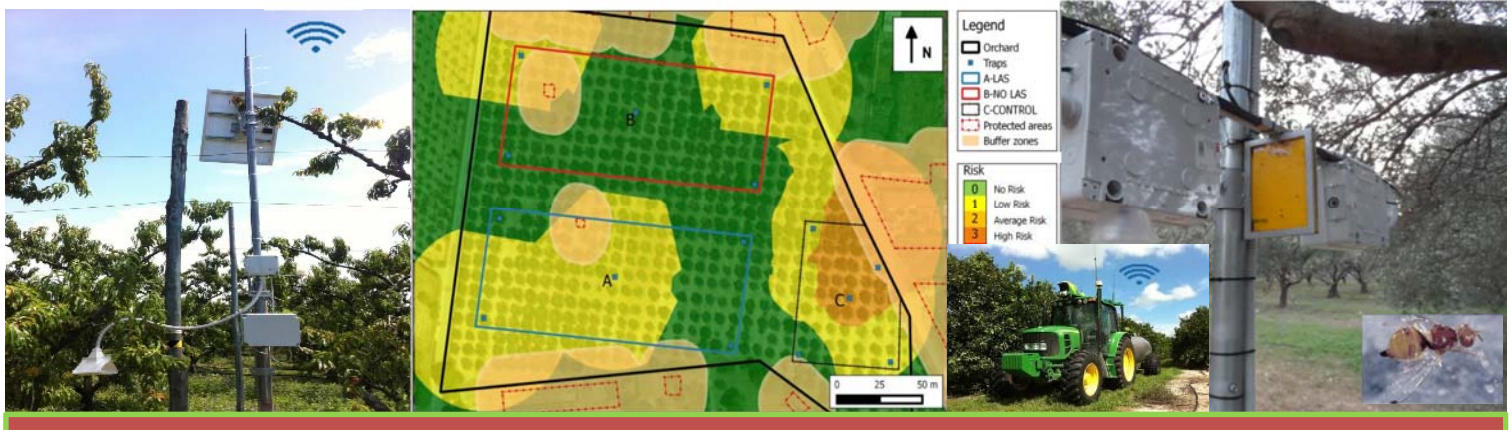 B
A
C
N
0 25 50 m
Legend
Orchard
Traps
A-LAS
B-NO LAS
C-CONTROL
Protected areas
Buffer zones
Risk
0 No Risk
1 Low Risk
2 Average Risk
3 High Risk